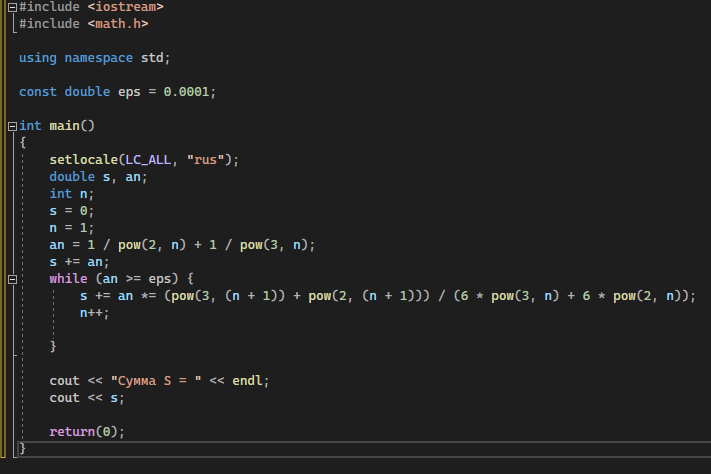 #include <iostream>
#include <math.h>
using namespace std;
const double eps = 0.0001;
int main()
{
setlocale(LC_ALL, "rus");
double s, an;
int n;
s = 0;
n = 1;
an = 1 / pow(2, n) + 1 / pow(3, n);
s += an;
while (an >= eps) {
s += an *= (pow(3, (n + 1)) + pow(2, (n + 1))) / (6 * pow(3, n) + 6 * pow(2, n));
n++;
}
cout << "Сумма S = " << endl;
cout << s;
return(0);
}